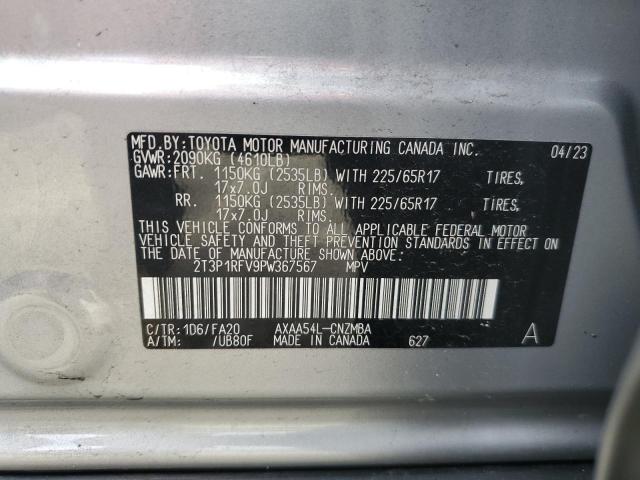 MFD.BY:TOYOTA MOTOR MANUFACTURING CANADA INC. 04/23
GVWR:2090KG (4610LB)
GAWR:FRT. 1150KG (2535LB) WITH 225/65R17 TIRES,
17x7.0J RIMS.
RR. 1150KG (2535LB) WITH 225/65R17 TIRES,
17x7.0J RIMS.
THIS VEHICLE CONFORMS TO ALL APPLICABLE FEDERAL MOTOR
VEHICLE SAFETY AND THEFT PREVENTION STANDARDS IN EFFECT ON
THE DATE OF MANUFACTURE SHOWN ABOVE.
2T3P1RFV9PW367567 MPV
C/TR:1D6/FA20 AXAA54L-CNZMBA A
A/TM: /UB80F MADE IN CANADA 627